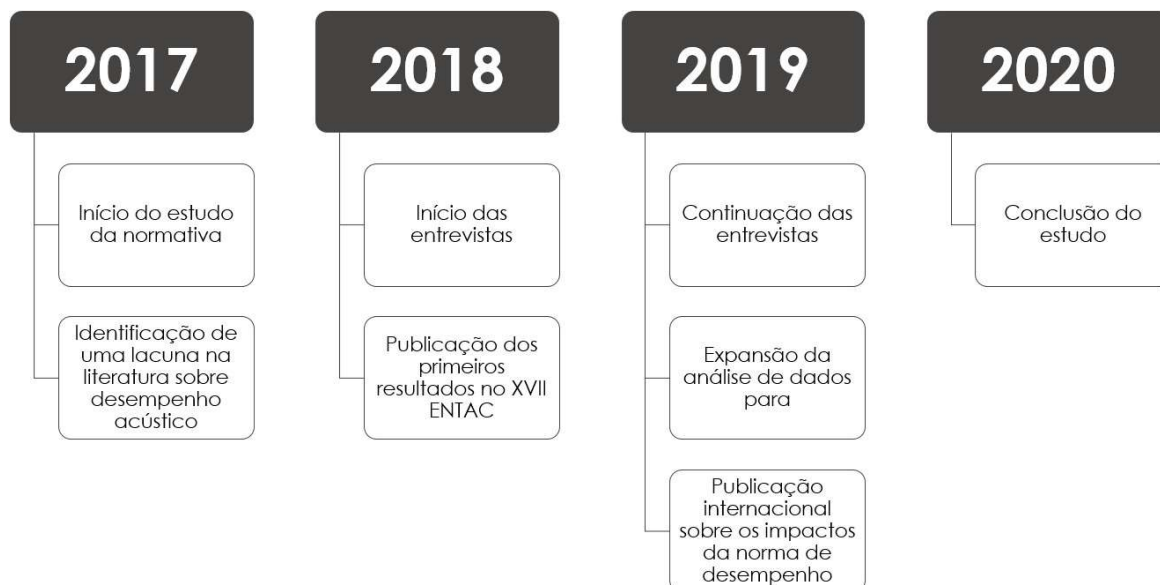 2017
Início do estudo
da normativa
Identificação de
uma lacuna na
literatura sobre
desempenho
acústico
2018
Início das
entrevistas
Publicação dos
primeiros
resultados no XVII
ENTAC
2019
Continuação das
entrevistas
Expansão da
análise de dados
para
Publicação
internacional
sobre os impactos
da norma de
desempenho
2020
Conclusão do
estudo